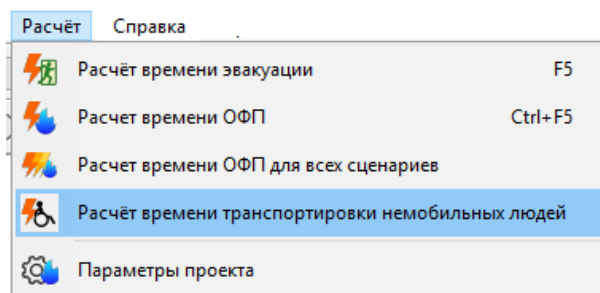 Расчёт Справка
Расчёт времени эвакуации F5
Расчет времени ОФП Ctrl+F5
Расчет времени ОФП для всех сценариев
Расчёт времени транспортировки немобильных людей
Параметры проекта